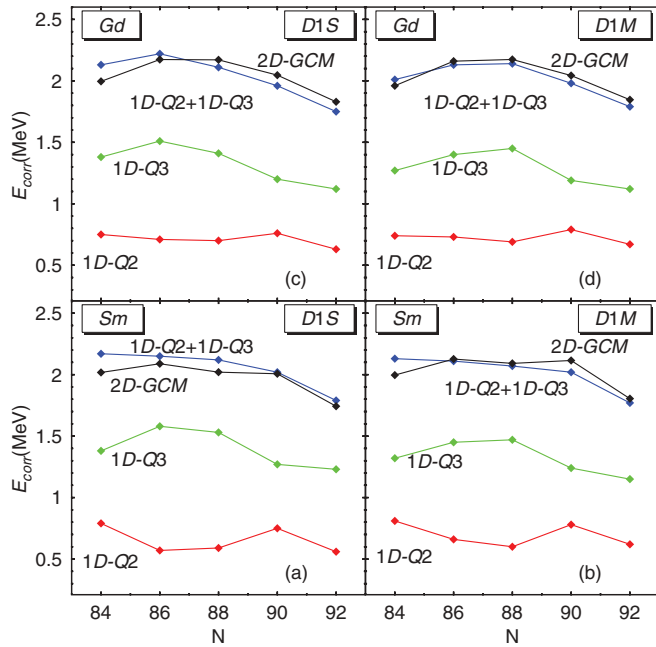 Gd
D1S
Gd
D1M
2.5
2
1.5
1
0.5
E_corr(MeV)
2D-GCM
1D-Q2+1D-Q3
1D-Q3
1D-Q2
(c)
2D-GCM
1D-Q2+1D-Q3
1D-Q3
1D-Q2
(d)
Sm
D1S
Sm
D1M
2.5
2
1.5
1
0.5
E_corr(MeV)
1D-Q2+1D-Q3
2D-GCM
1D-Q3
1D-Q2
(a)
2D-GCM
1D-Q2+1D-Q3
1D-Q3
1D-Q2
(b)
84 86 88 90 92
84 86 88 90 92
N
N